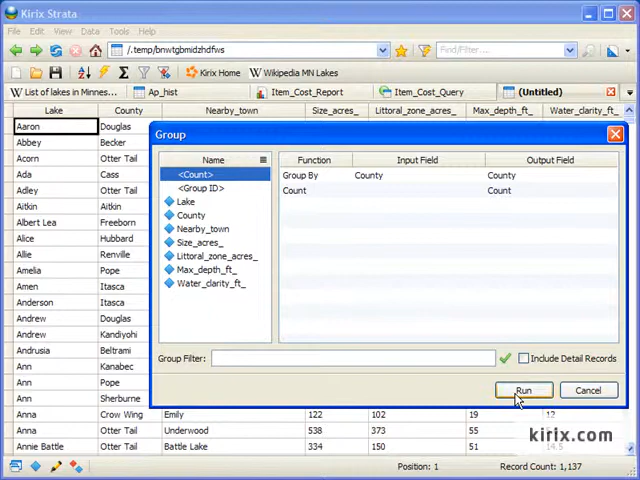 Kirix Strata
File Edit View Data Tools Help
/.temp/bnwtgbmidzhdfws
Find/Filter...
Kirix Home Wikipedia MN Lakes
List of lakes in Minnes... Ap_hist Item_Cost_Report Item_Cost_Query (Untitled)
Lake County Nearby_town Size_acres_ Littoral_zone_acres_ Max_depth_ft_ Water_clarity_ft_
Aaron Douglas
Abbey Becker
Acorn Otter Tail
Ada Cass
Adley Otter Tail
Aitkin Aitkin
Albert Lea Freeborn
Alice Hubbard
Allie Renville
Amelia Pope
Amen Itasca
Anderson Itasca
Andrew Douglas
Andrew Kandiyohi
Andrusia Beltrami
Ann Kanabec
Ann Pope
Ann Sherburne
Anna Crow Wing Emily 122 102 19 12
Anna Otter Tail Underwood 538 373 55
Annie Battle Otter Tail Battle Lake 334 150 51 14.5
Group
Name Function Input Field Output Field
<Count> Group By County County
<Group ID> Count Count
Lake
County
Nearby_town
Size_acres_
Littoral_zone_acres_
Max_depth_ft_
Water_clarity_ft_
Group Filter: Include Detail Records
Run Cancel
kirix.com
Position: 1 Record Count: 1,137